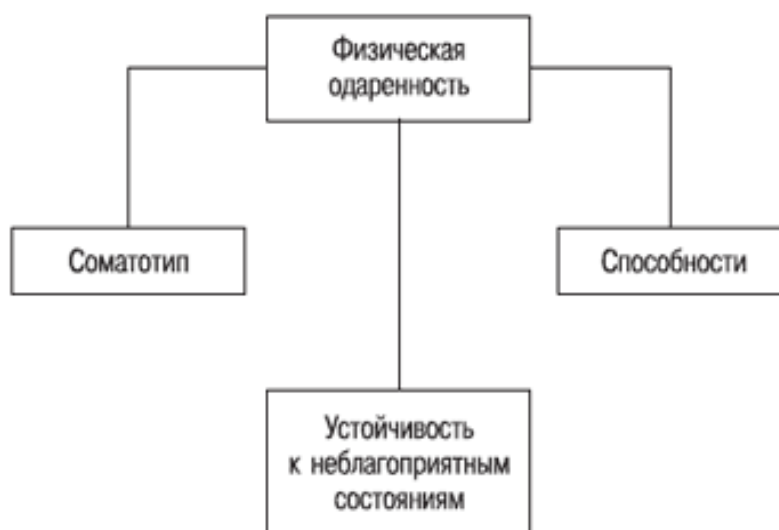 Физическая
одаренность
Соматотип
Способности
Устойчивость
к неблагоприятным
состояниям